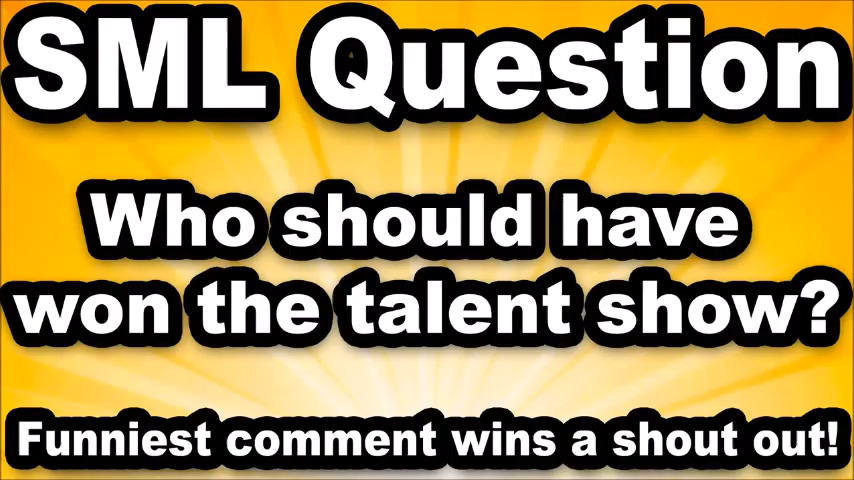 SML Question
Who should have
won the talent show?
Funniest comment wins a shout out!